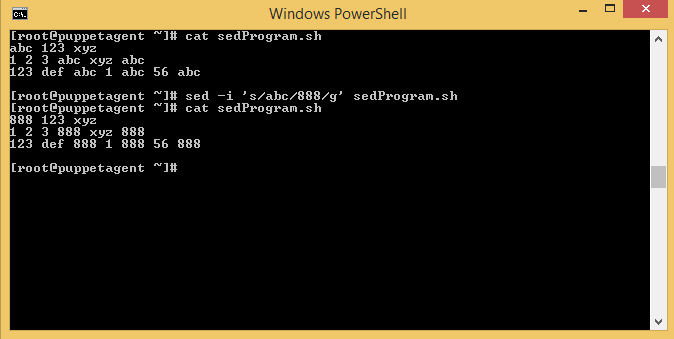 Windows PowerShell
[root@puppetagent ~]# cat sedProgram.sh
abc 123 xyz
1 2 3 abc xyz abc
123 def abc 1 abc 56 abc
[root@puppetagent ~]# sed -i 's/abc/888/g' sedProgram.sh
[root@puppetagent ~]# cat sedProgram.sh
888 123 xyz
1 2 3 888 xyz 888
123 def 888 1 888 56 888
[root@puppetagent ~]#